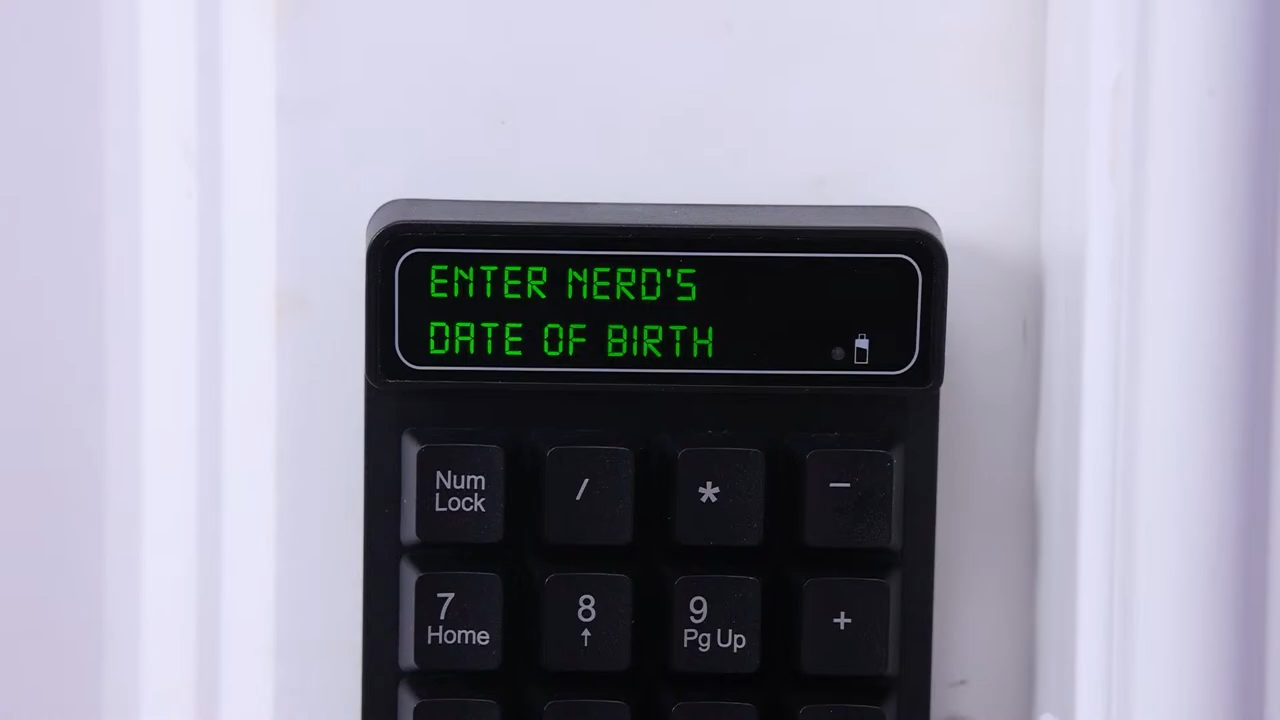 ENTER NERD'S
DATE OF BIRTH
Num
Lock
/
*
−
7
Home
8
↑
9
Pg Up
+